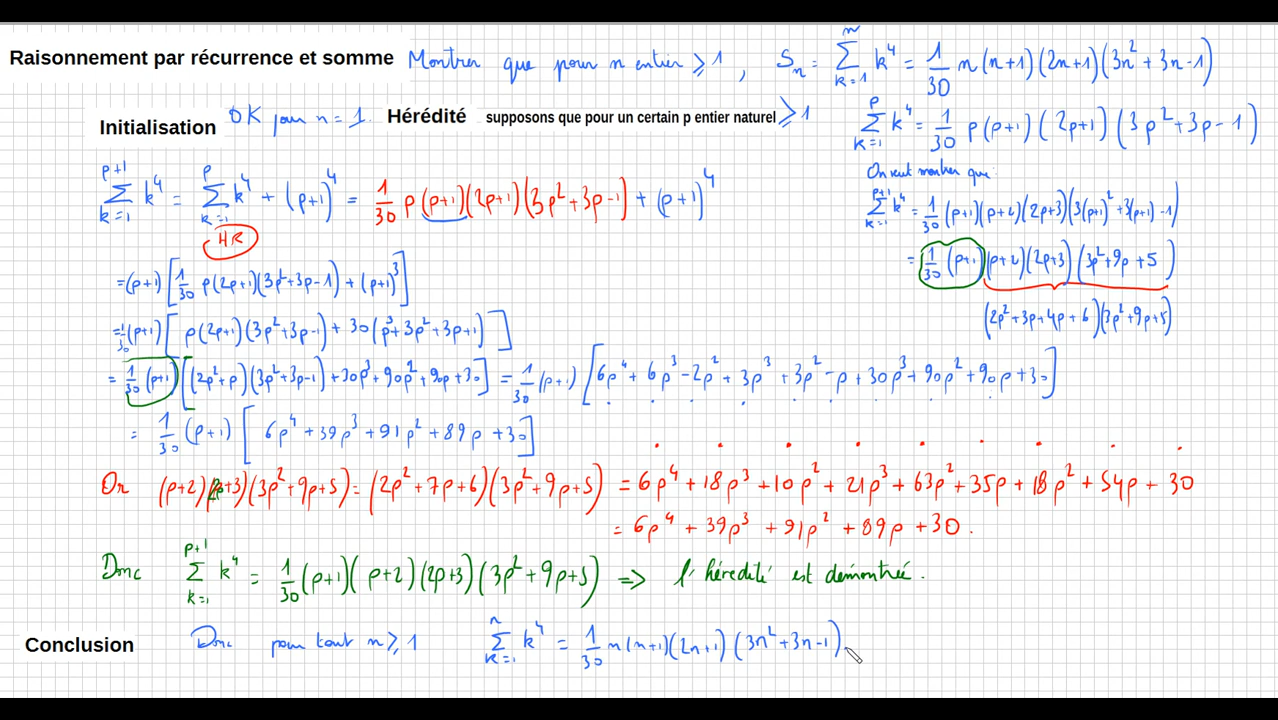 Raisonnement par récurrence et somme Montrer que pour n entier ⩾ 1 , Sₙ = ∑_{k=1}^{n} k⁴ = 1/30 n(n+1)(2n+1)(3n²+3n-1)
Initialisation OK pour n = 1. Hérédité supposons que pour un certain p entier naturel ⩾ 1 ∑_{k=1}^{p} k⁴ = 1/30 p(p+1)(2p+1)(3p²+3p-1)
On veut montrer que:
∑_{k=1}^{p+1} k⁴ = ∑_{k=1}^{p} k⁴ + (p+1)⁴ = 1/30 p(p+1)(2p+1)(3p²+3p-1) + (p+1)⁴
HR
∑_{k=1}^{p+1} k⁴ = 1/30 (p+1)(p+2)(2p+3)(3(p+1)²+3(p+1)-1)
= 1/30 (p+1)(p+2)(2p+3)(3p²+9p+5)
(2p²+3p+4p+6)(3p²+9p+5)
=(p+1)[1/30 p(2p+1)(3p²+3p-1)+(p+1)³]
=1/30 (p+1)[p(2p+1)(3p²+3p-1) + 30(p³+3p²+3p+1)]
= 1/30 (p+1)[(2p²+p)(3p²+3p-1)+30p³+90p²+90p+30] = 1/30 (p+1)[6p⁴+6p³-2p²+3p³+3p²-p+30p³+90p²+90p+30]
= 1/30 (p+1)[6p⁴+39p³+91p²+89p+30]
Or (p+2)(2p+3)(3p²+9p+5)=(2p²+7p+6)(3p²+9p+5) = 6p⁴+18p³+10p²+21p³+63p²+35p+18p²+54p+30
= 6p⁴+39p³+91p²+89p+30.
Donc ∑_{k=1}^{p+1} k⁴ = 1/30 (p+1)(p+2)(2p+3)(3p²+9p+5) => l'hérédité est démontrée.
Conclusion Donc pour tout n ⩾ 1 ∑_{k=1}^{n} k⁴ = 1/30 n(n+1)(2n+1)(3n²+3n-1)